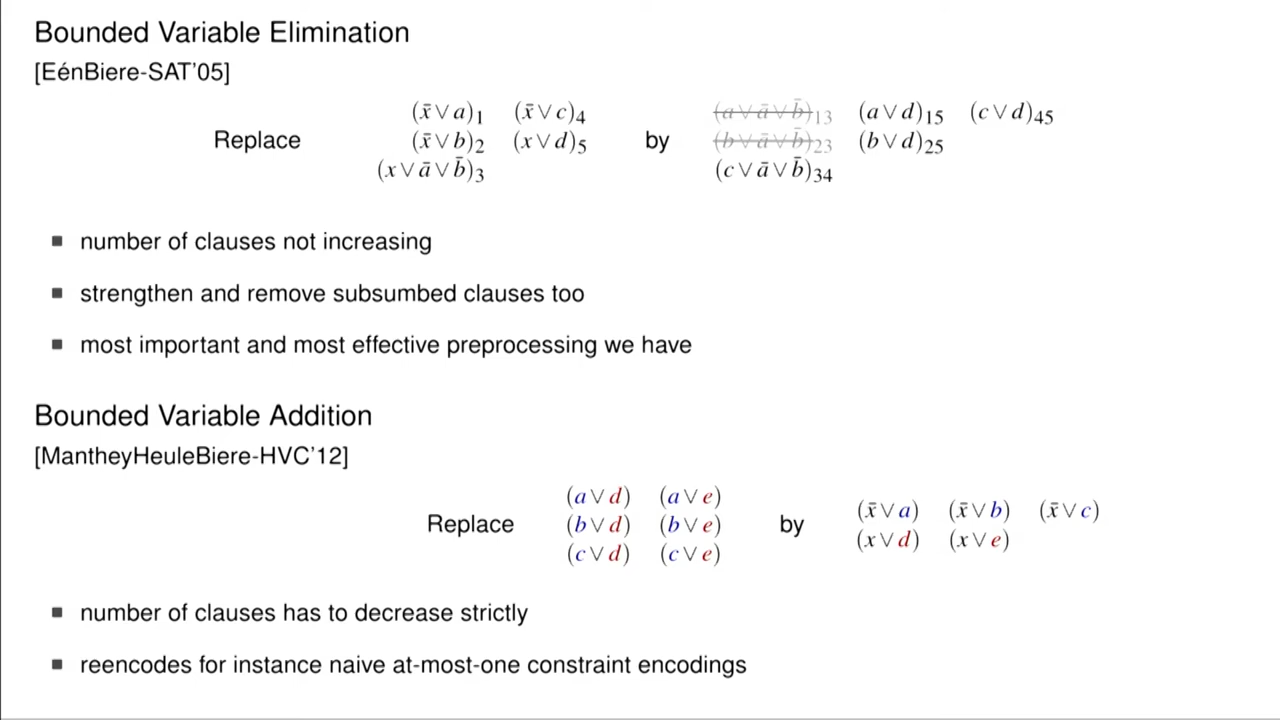 Bounded Variable Elimination
[EénBiere-SAT'05]
(x̄ ∨ a)₁ (x̄ ∨ c)₄ (a ∨ ā ∨ b̄)₁₃ (a ∨ d)₁₅ (c ∨ d)₄₅
Replace (x̄ ∨ b)₂ (x ∨ d)₅ by (b ∨ ā ∨ b̄)₂₃ (b ∨ d)₂₅
(x ∨ ā ∨ b̄)₃ (c ∨ ā ∨ b̄)₃₄
■ number of clauses not increasing
■ strengthen and remove subsumbed clauses too
■ most important and most effective preprocessing we have
Bounded Variable Addition
[MantheyHeuleBiere-HVC'12]
(a ∨ d) (a ∨ e) (x̄ ∨ a) (x̄ ∨ b) (x̄ ∨ c)
Replace (b ∨ d) (b ∨ e) by
(c ∨ d) (c ∨ e) (x ∨ d) (x ∨ e)
■ number of clauses has to decrease strictly
■ reencodes for instance naive at-most-one constraint encodings